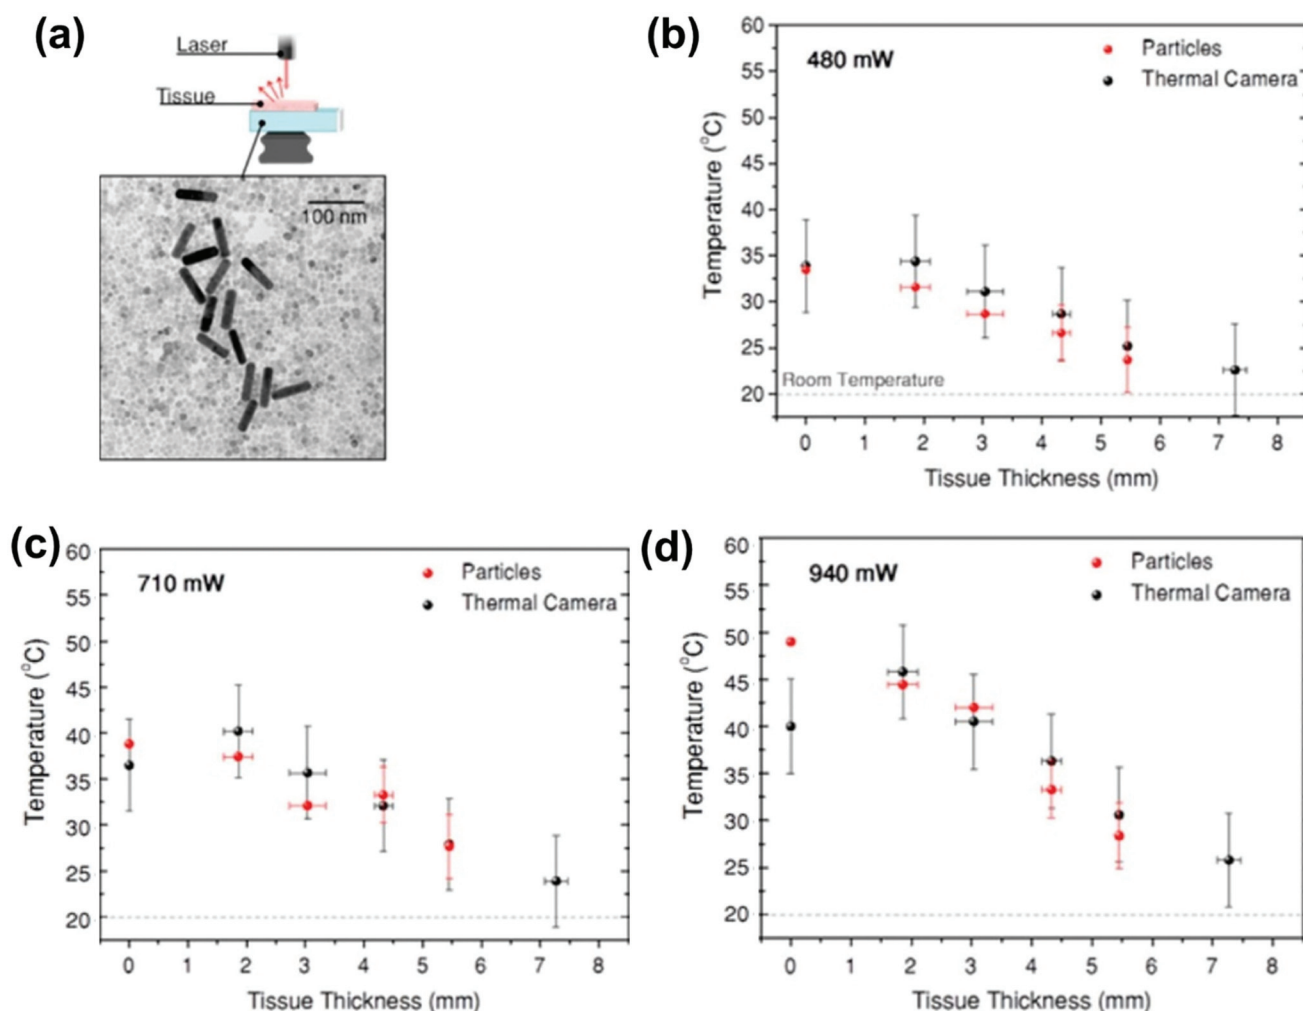 (a)
Laser
Tissue
100 nm
(b)
480 mW
Particles
Thermal Camera
Temperature (°C)
60
55
50
45
40
35
30
25
20
Room Temperature
0 1 2 3 4 5 6 7 8
Tissue Thickness (mm)
(c)
710 mW
Particles
Thermal Camera
Temperature (°C)
60
55
50
45
40
35
30
25
20
0 1 2 3 4 5 6 7 8
Tissue Thickness (mm)
(d)
940 mW
Particles
Thermal Camera
Temperature (°C)
60
55
50
45
40
35
30
25
20
0 1 2 3 4 5 6 7 8
Tissue Thickness (mm)